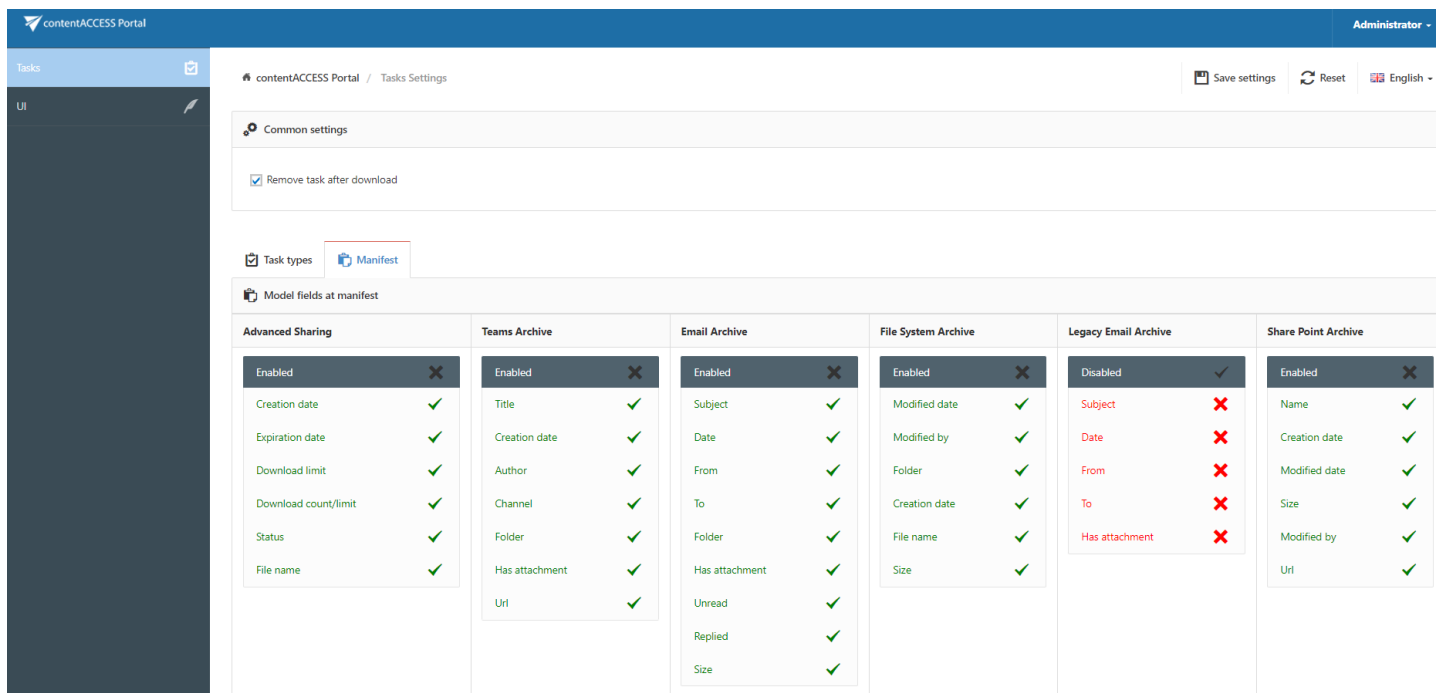 contentACCESS Portal
Administrator
Tasks
UI
contentACCESS Portal / Tasks Settings
Save settings
Reset
English
Common settings
Remove task after download
Task types
Manifest
Model fields at manifest
Advanced Sharing
Enabled
Creation date
Expiration date
Download limit
Download count/limit
Status
File name
Teams Archive
Enabled
Title
Creation date
Author
Channel
Folder
Has attachment
Url
Email Archive
Enabled
Subject
Date
From
To
Folder
Has attachment
Unread
Replied
Size
File System Archive
Enabled
Modified date
Modified by
Folder
Creation date
File name
Size
Legacy Email Archive
Disabled
Subject
Date
From
To
Has attachment
Share Point Archive
Enabled
Name
Creation date
Modified date
Size
Modified by
Url